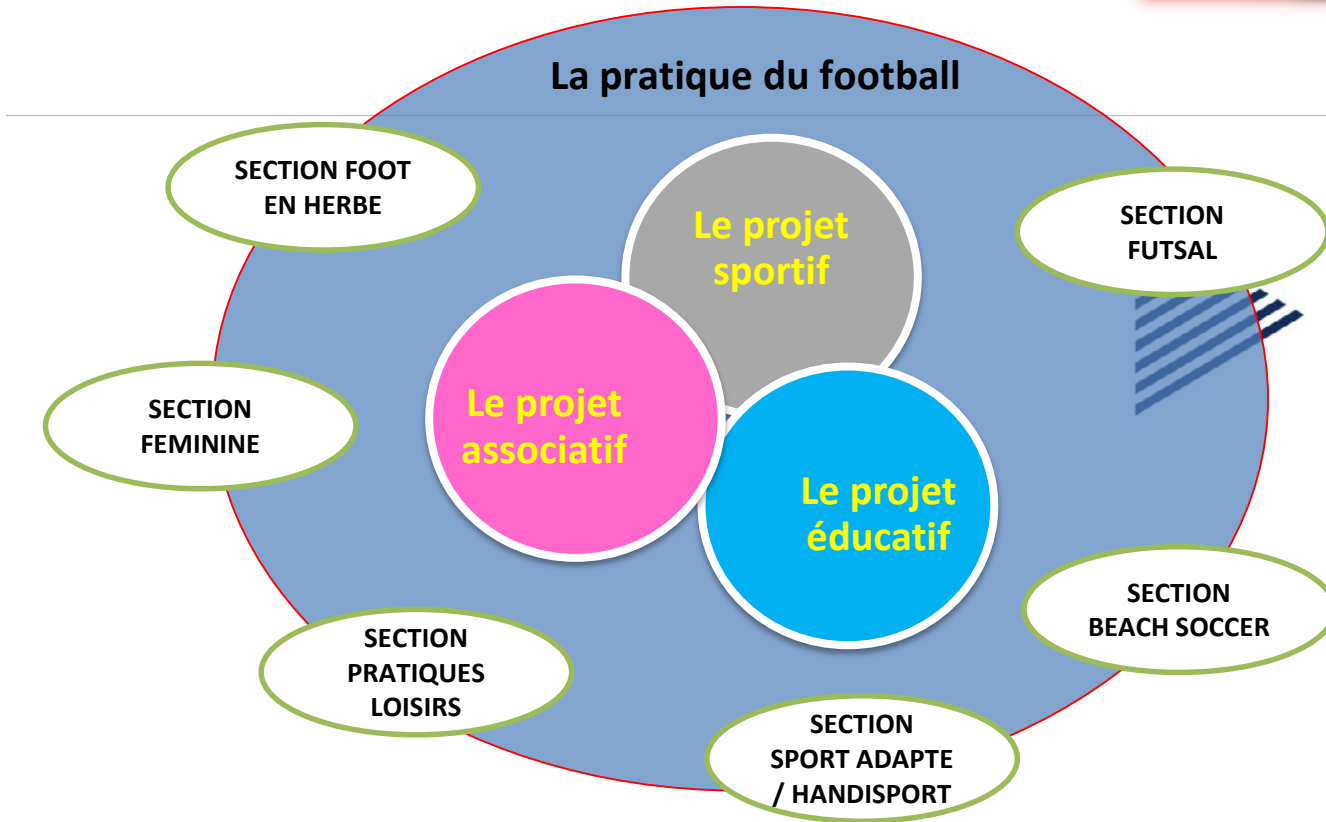 La pratique du football
SECTION FOOT
EN HERBE
Le projet
sportif
SECTION
FUTSAL
Le projet
associatif
SECTION
FEMININE
Le projet
éducatif
SECTION
BEACH SOCCER
SECTION
PRATIQUES
LOISIRS
SECTION
SPORT ADAPTE
/ HANDISPORT